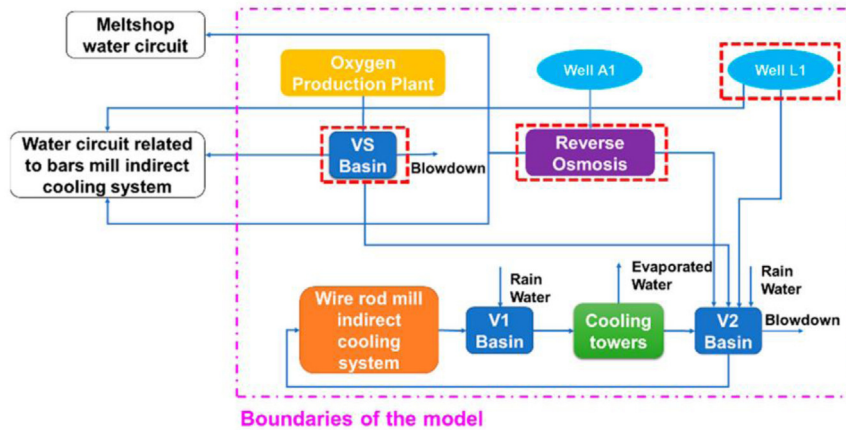 Meltshop
water circuit
Oxygen
Production Plant
Well A1
Well L1
Water circuit related
to bars mill indirect
cooling system
VS
Basin
Blowdown
Reverse
Osmosis
Wire rod mill
indirect
cooling
system
Rain
Water
V1
Basin
Evaporated
Water
Cooling
towers
Rain
Water
V2
Basin
Blowdown
Boundaries of the model